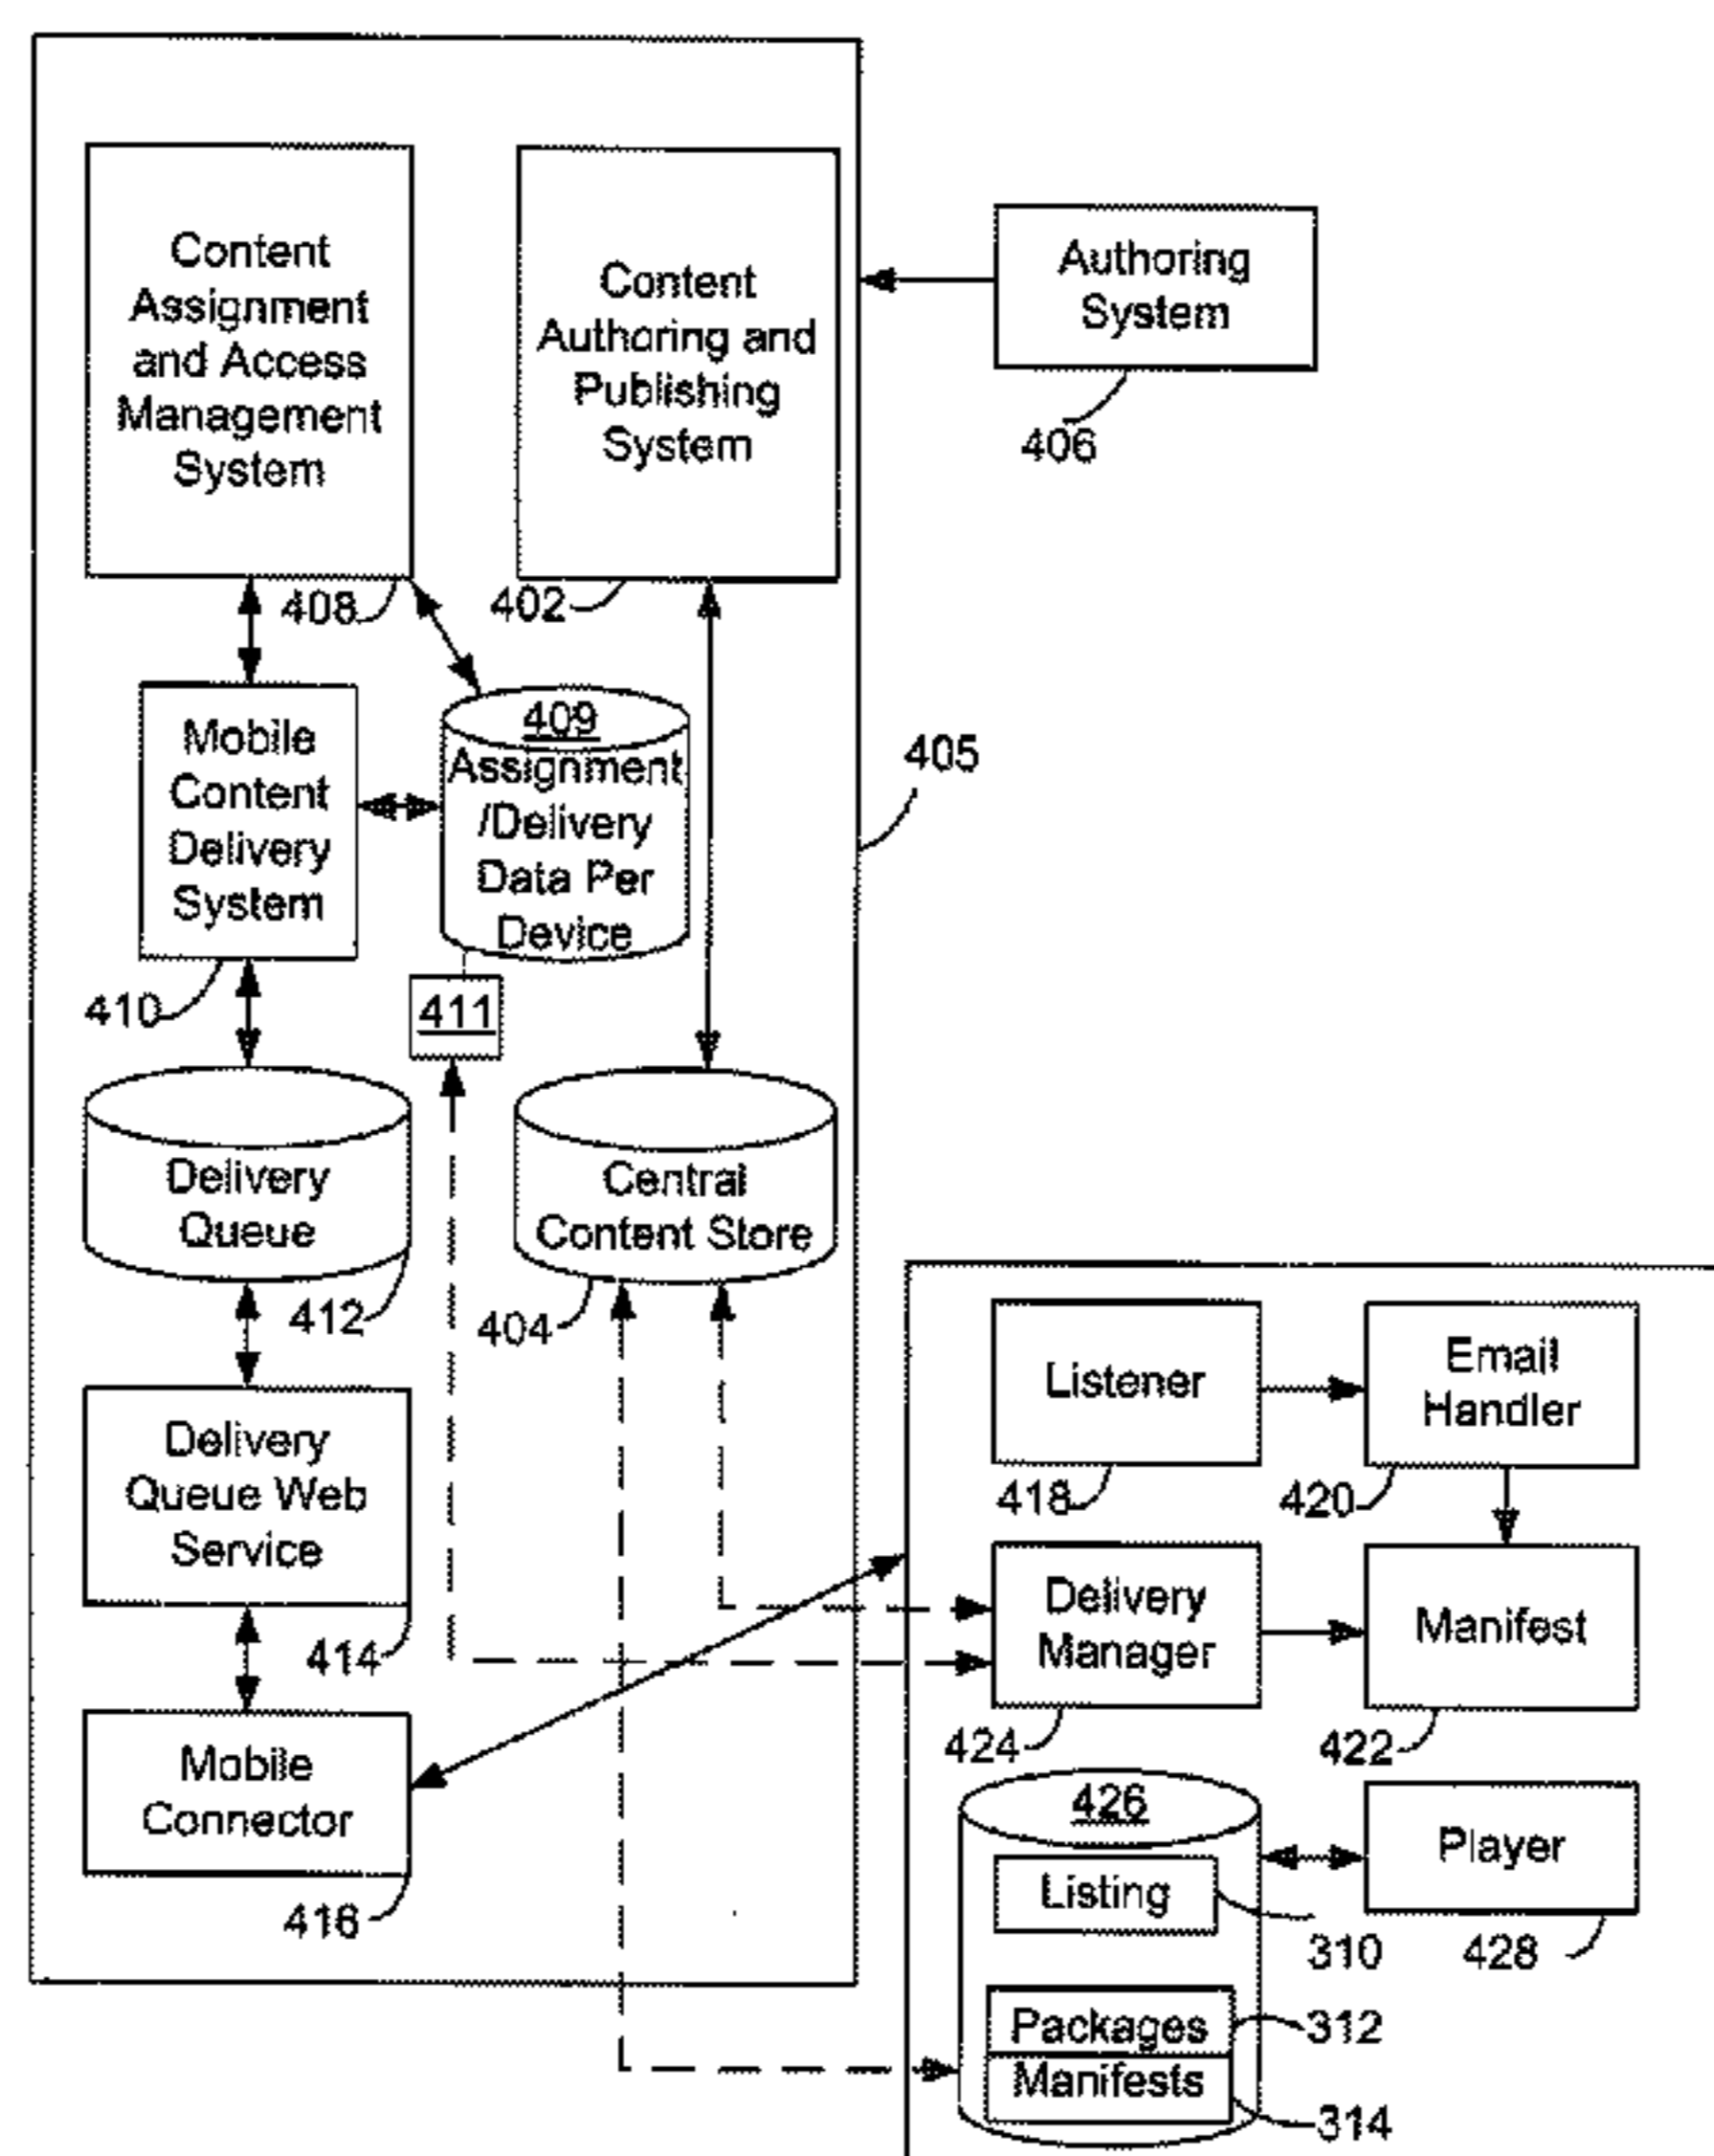 Content
Assignment
and Access
Management
System
408
Content
Authoring and
Publishing
System
402
Authoring
System
406
Mobile
Content
Delivery
System
410
409
Assignment
/Delivery
Data Per
Device
411
405
Delivery
Queue
412
Central
Content Store
404
Delivery
Queue Web
Service
414
Mobile
Connector
416
Listener
418
Email
Handler
420
Delivery
Manager
424
Manifest
422
426
Listing
310
Player
428
Packages
312
Manifests
314